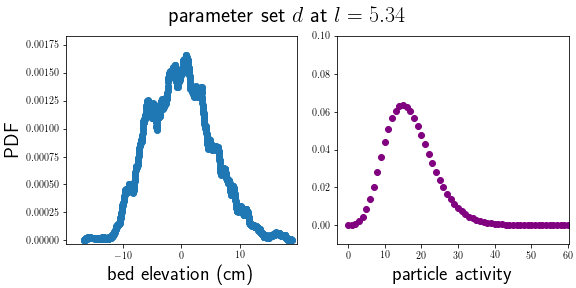 parameter set d at l = 5.34
PDF
0.00175
0.00150
0.00125
0.00100
0.00075
0.00050
0.00025
0.00000
−10 0 10
bed elevation (cm)
0.10
0.08
0.06
0.04
0.02
0.00
0 10 20 30 40 50 60
particle activity